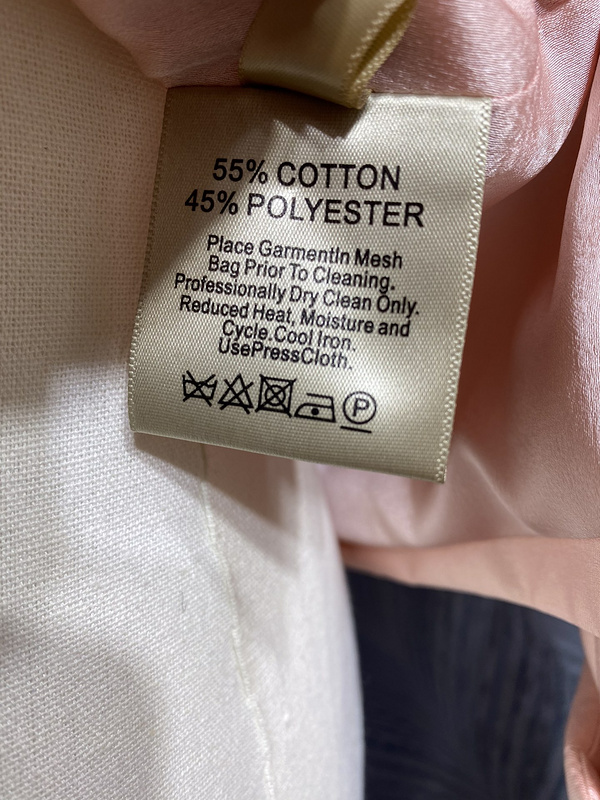 55% COTTON
45% POLYESTER
Place GarmentIn Mesh
Bag Prior To Cleaning.
Professionally Dry Clean Only.
Reduced Heat, Moisture and
Cycle.Cool Iron.
UsePressCloth.
P